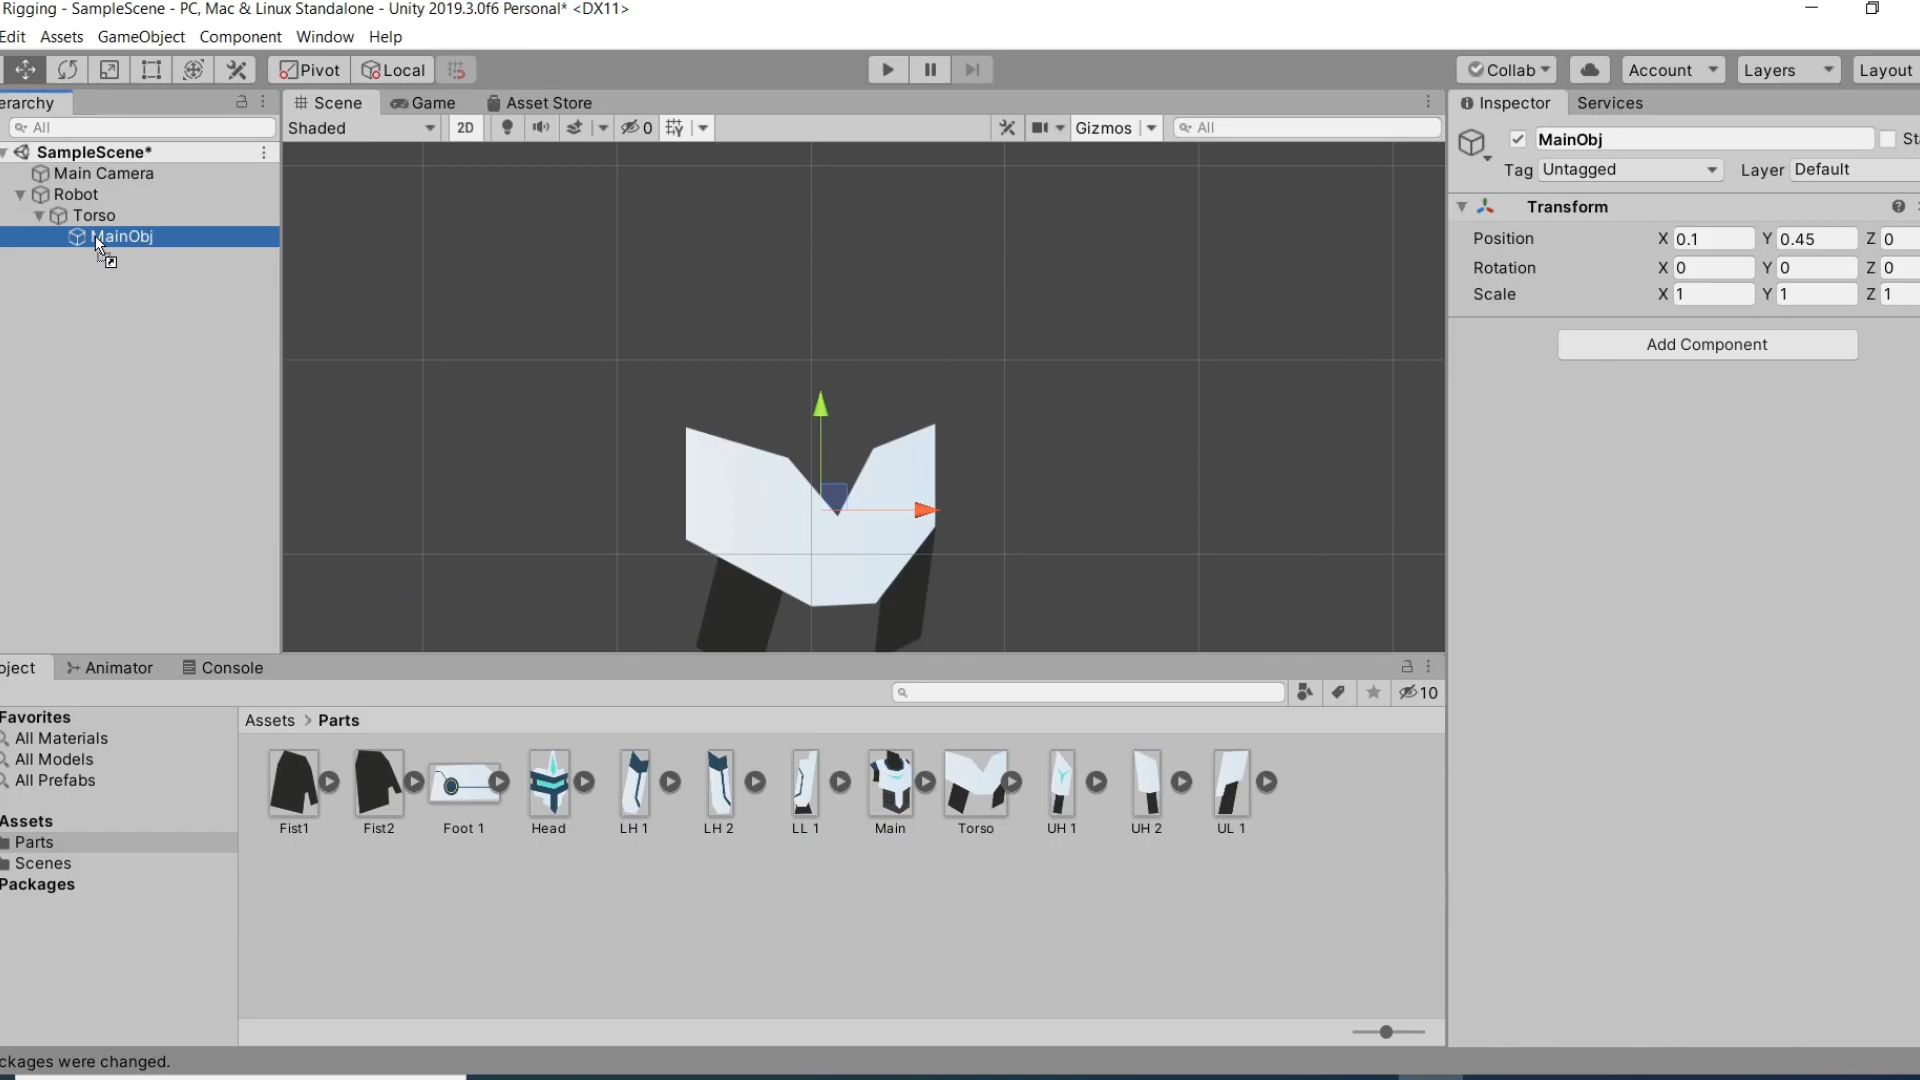 Rigging - SampleScene - PC, Mac & Linux Standalone - Unity 2019.3.0f6 Personal* <DX11>
Edit Assets GameObject Component Window Help
Pivot Local Collab Account Layers Layout
erarchy Scene Game Asset Store Inspector Services
All Shaded 2D 0 Gizmos All MainObj Sta
SampleScene*
Main Camera
Tag Untagged Layer Default
Robot
Transform
Torso
MainObj
Position X 0.1 Y 0.45 Z 0
Rotation X 0 Y 0 Z 0
Scale X 1 Y 1 Z 1
Add Component
oject Animator Console
10
Favorites Assets > Parts
All Materials
All Models
All Prefabs
Assets
Fist1 Fist2 Foot 1 Head LH 1 LH 2 LL 1 Main Torso UH 1 UH 2 UL 1
Parts
Scenes
Packages
ckages were changed.